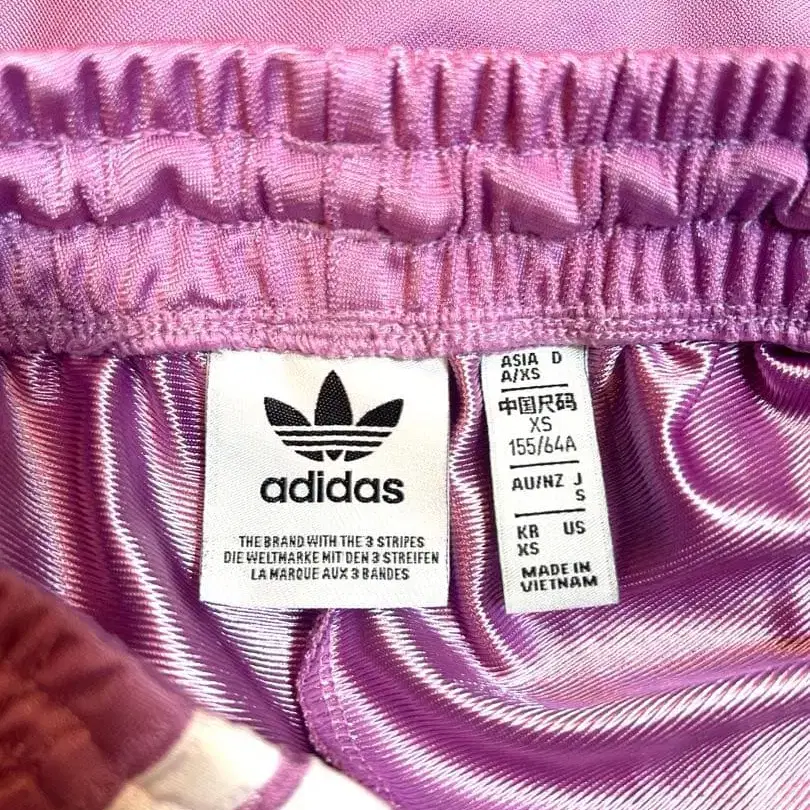 adidas
THE BRAND WITH THE 3 STRIPES
DIE WELTMARKE MIT DEN 3 STREIFEN
LA MARQUE AUX 3 BANDES
ASIA D
A/XS
中国尺码
XS
155/64A
AU/NZ J
S
KR US
XS
MADE IN
VIETNAM